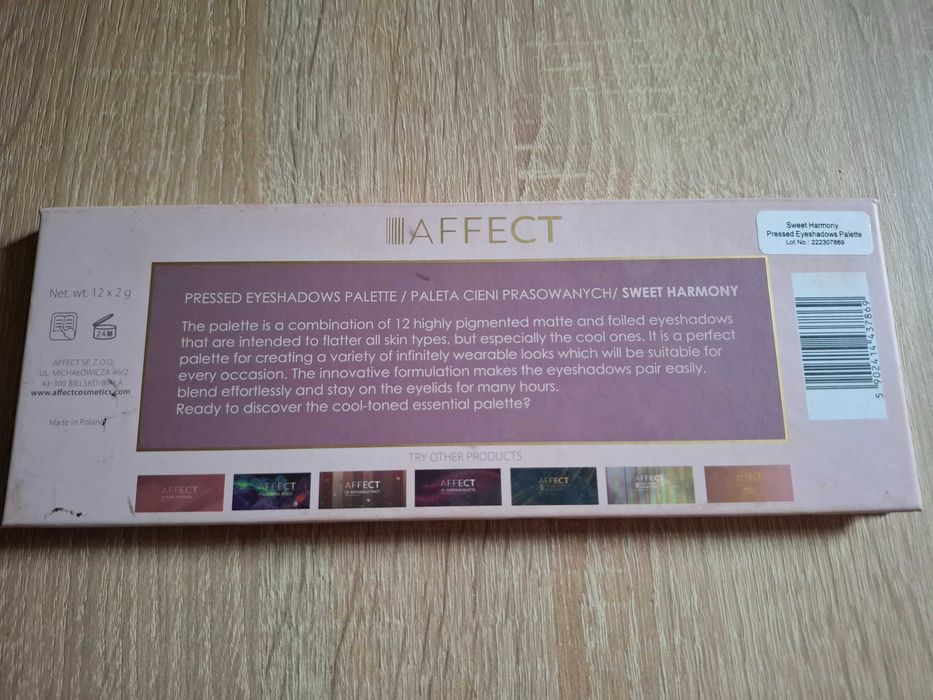 AFFECT
Sweet Harmony
Pressed Eyeshadows Palette
Lot No.: 222307869
Net. wt. 12 x 2 g
24M
AFFECT SP. Z O.O.
UL. MICHAŁOWICZA 46/2
43-300 BIELSKO-BIAŁA
www.affectcosmetics.com
Made in Poland
PRESSED EYESHADOWS PALETTE / PALETA CIENI PRASOWANYCH/ SWEET HARMONY
The palette is a combination of 12 highly pigmented matte and foiled eyeshadows
that are intended to flatter all skin types, but especially the cool ones. It is a perfect
palette for creating a variety of infinitely wearable looks which will be suitable for
every occasion. The innovative formulation makes the eyeshadows pair easily,
blend effortlessly and stay on the eyelids for many hours.
Ready to discover the cool-toned essential palette?
5 902414 437869
TRY OTHER PRODUCTS
AFFECT
AFFECT
AFFECT
AFFECT
AFFECT
AFFECT
AFFECT